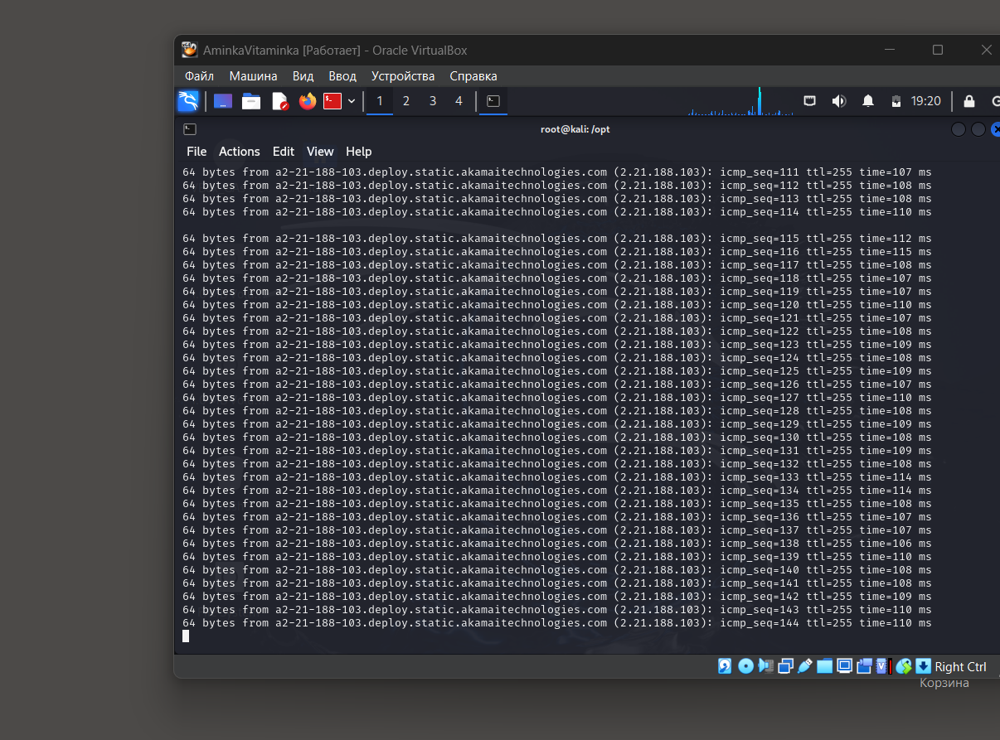 AminkaVitaminka [Работает] - Oracle VirtualBox
Файл Машина Вид Ввод Устройства Справка
1 2 3 4 19:20
root@kali: /opt
File Actions Edit View Help
64 bytes from a2-21-188-103.deploy.static.akamaitechnologies.com (2.21.188.103): icmp_seq=111 ttl=255 time=107 ms
64 bytes from a2-21-188-103.deploy.static.akamaitechnologies.com (2.21.188.103): icmp_seq=112 ttl=255 time=108 ms
64 bytes from a2-21-188-103.deploy.static.akamaitechnologies.com (2.21.188.103): icmp_seq=113 ttl=255 time=108 ms
64 bytes from a2-21-188-103.deploy.static.akamaitechnologies.com (2.21.188.103): icmp_seq=114 ttl=255 time=110 ms
64 bytes from a2-21-188-103.deploy.static.akamaitechnologies.com (2.21.188.103): icmp_seq=115 ttl=255 time=112 ms
64 bytes from a2-21-188-103.deploy.static.akamaitechnologies.com (2.21.188.103): icmp_seq=116 ttl=255 time=115 ms
64 bytes from a2-21-188-103.deploy.static.akamaitechnologies.com (2.21.188.103): icmp_seq=117 ttl=255 time=108 ms
64 bytes from a2-21-188-103.deploy.static.akamaitechnologies.com (2.21.188.103): icmp_seq=118 ttl=255 time=107 ms
64 bytes from a2-21-188-103.deploy.static.akamaitechnologies.com (2.21.188.103): icmp_seq=119 ttl=255 time=107 ms
64 bytes from a2-21-188-103.deploy.static.akamaitechnologies.com (2.21.188.103): icmp_seq=120 ttl=255 time=110 ms
64 bytes from a2-21-188-103.deploy.static.akamaitechnologies.com (2.21.188.103): icmp_seq=121 ttl=255 time=107 ms
64 bytes from a2-21-188-103.deploy.static.akamaitechnologies.com (2.21.188.103): icmp_seq=122 ttl=255 time=108 ms
64 bytes from a2-21-188-103.deploy.static.akamaitechnologies.com (2.21.188.103): icmp_seq=123 ttl=255 time=109 ms
64 bytes from a2-21-188-103.deploy.static.akamaitechnologies.com (2.21.188.103): icmp_seq=124 ttl=255 time=108 ms
64 bytes from a2-21-188-103.deploy.static.akamaitechnologies.com (2.21.188.103): icmp_seq=125 ttl=255 time=109 ms
64 bytes from a2-21-188-103.deploy.static.akamaitechnologies.com (2.21.188.103): icmp_seq=126 ttl=255 time=107 ms
64 bytes from a2-21-188-103.deploy.static.akamaitechnologies.com (2.21.188.103): icmp_seq=127 ttl=255 time=110 ms
64 bytes from a2-21-188-103.deploy.static.akamaitechnologies.com (2.21.188.103): icmp_seq=128 ttl=255 time=108 ms
64 bytes from a2-21-188-103.deploy.static.akamaitechnologies.com (2.21.188.103): icmp_seq=129 ttl=255 time=109 ms
64 bytes from a2-21-188-103.deploy.static.akamaitechnologies.com (2.21.188.103): icmp_seq=130 ttl=255 time=108 ms
64 bytes from a2-21-188-103.deploy.static.akamaitechnologies.com (2.21.188.103): icmp_seq=131 ttl=255 time=109 ms
64 bytes from a2-21-188-103.deploy.static.akamaitechnologies.com (2.21.188.103): icmp_seq=132 ttl=255 time=108 ms
64 bytes from a2-21-188-103.deploy.static.akamaitechnologies.com (2.21.188.103): icmp_seq=133 ttl=255 time=114 ms
64 bytes from a2-21-188-103.deploy.static.akamaitechnologies.com (2.21.188.103): icmp_seq=134 ttl=255 time=114 ms
64 bytes from a2-21-188-103.deploy.static.akamaitechnologies.com (2.21.188.103): icmp_seq=135 ttl=255 time=108 ms
64 bytes from a2-21-188-103.deploy.static.akamaitechnologies.com (2.21.188.103): icmp_seq=136 ttl=255 time=107 ms
64 bytes from a2-21-188-103.deploy.static.akamaitechnologies.com (2.21.188.103): icmp_seq=137 ttl=255 time=107 ms
64 bytes from a2-21-188-103.deploy.static.akamaitechnologies.com (2.21.188.103): icmp_seq=138 ttl=255 time=106 ms
64 bytes from a2-21-188-103.deploy.static.akamaitechnologies.com (2.21.188.103): icmp_seq=139 ttl=255 time=110 ms
64 bytes from a2-21-188-103.deploy.static.akamaitechnologies.com (2.21.188.103): icmp_seq=140 ttl=255 time=108 ms
64 bytes from a2-21-188-103.deploy.static.akamaitechnologies.com (2.21.188.103): icmp_seq=141 ttl=255 time=108 ms
64 bytes from a2-21-188-103.deploy.static.akamaitechnologies.com (2.21.188.103): icmp_seq=142 ttl=255 time=109 ms
64 bytes from a2-21-188-103.deploy.static.akamaitechnologies.com (2.21.188.103): icmp_seq=143 ttl=255 time=110 ms
64 bytes from a2-21-188-103.deploy.static.akamaitechnologies.com (2.21.188.103): icmp_seq=144 ttl=255 time=110 ms
Right Ctrl
Корзина